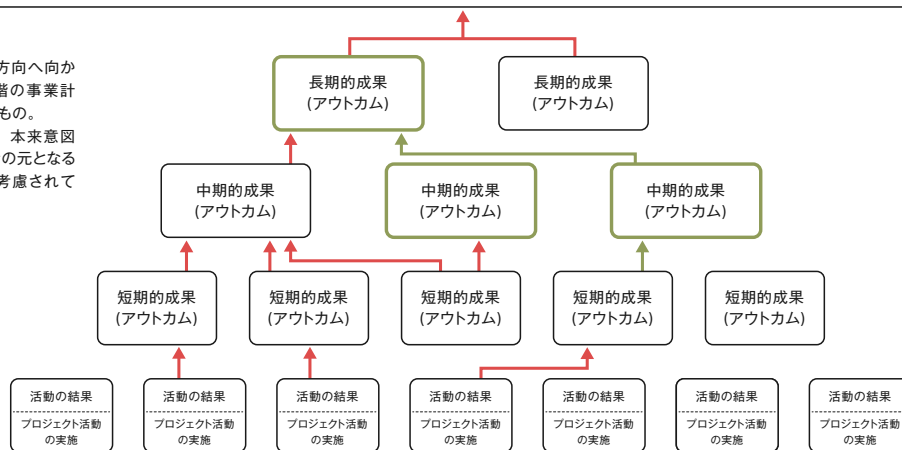 方向へ向か
階の事業計
もの。
本来意図
の元となる
考慮されて
長期的成果
(アウトカム)
長期的成果
(アウトカム)
中期的成果
(アウトカム)
中期的成果
(アウトカム)
中期的成果
(アウトカム)
短期的成果
(アウトカム)
短期的成果
(アウトカム)
短期的成果
(アウトカム)
短期的成果
(アウトカム)
短期的成果
(アウトカム)
活動の結果
プロジェクト活動
の実施
活動の結果
プロジェクト活動
の実施
活動の結果
プロジェクト活動
の実施
活動の結果
プロジェクト活動
の実施
活動の結果
プロジェクト活動
の実施
活動の結果
プロジェクト活動
の実施
活動の結果
プロジェクト活動
の実施